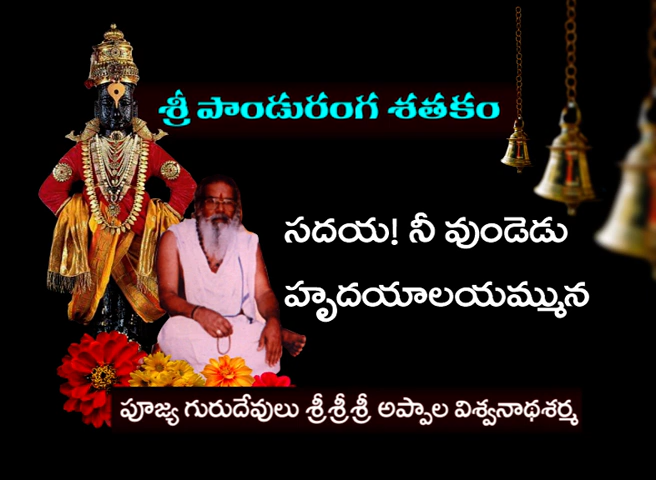 శ్రీ పాండురంగ శతకం
సదయ! నీ వుండెడు
హృదయాలయమ్మున
పూజ్య గురుదేవులు శ్రీ.శ్రీ.శ్రీ అప్పాల విశ్వనాథశర్మ